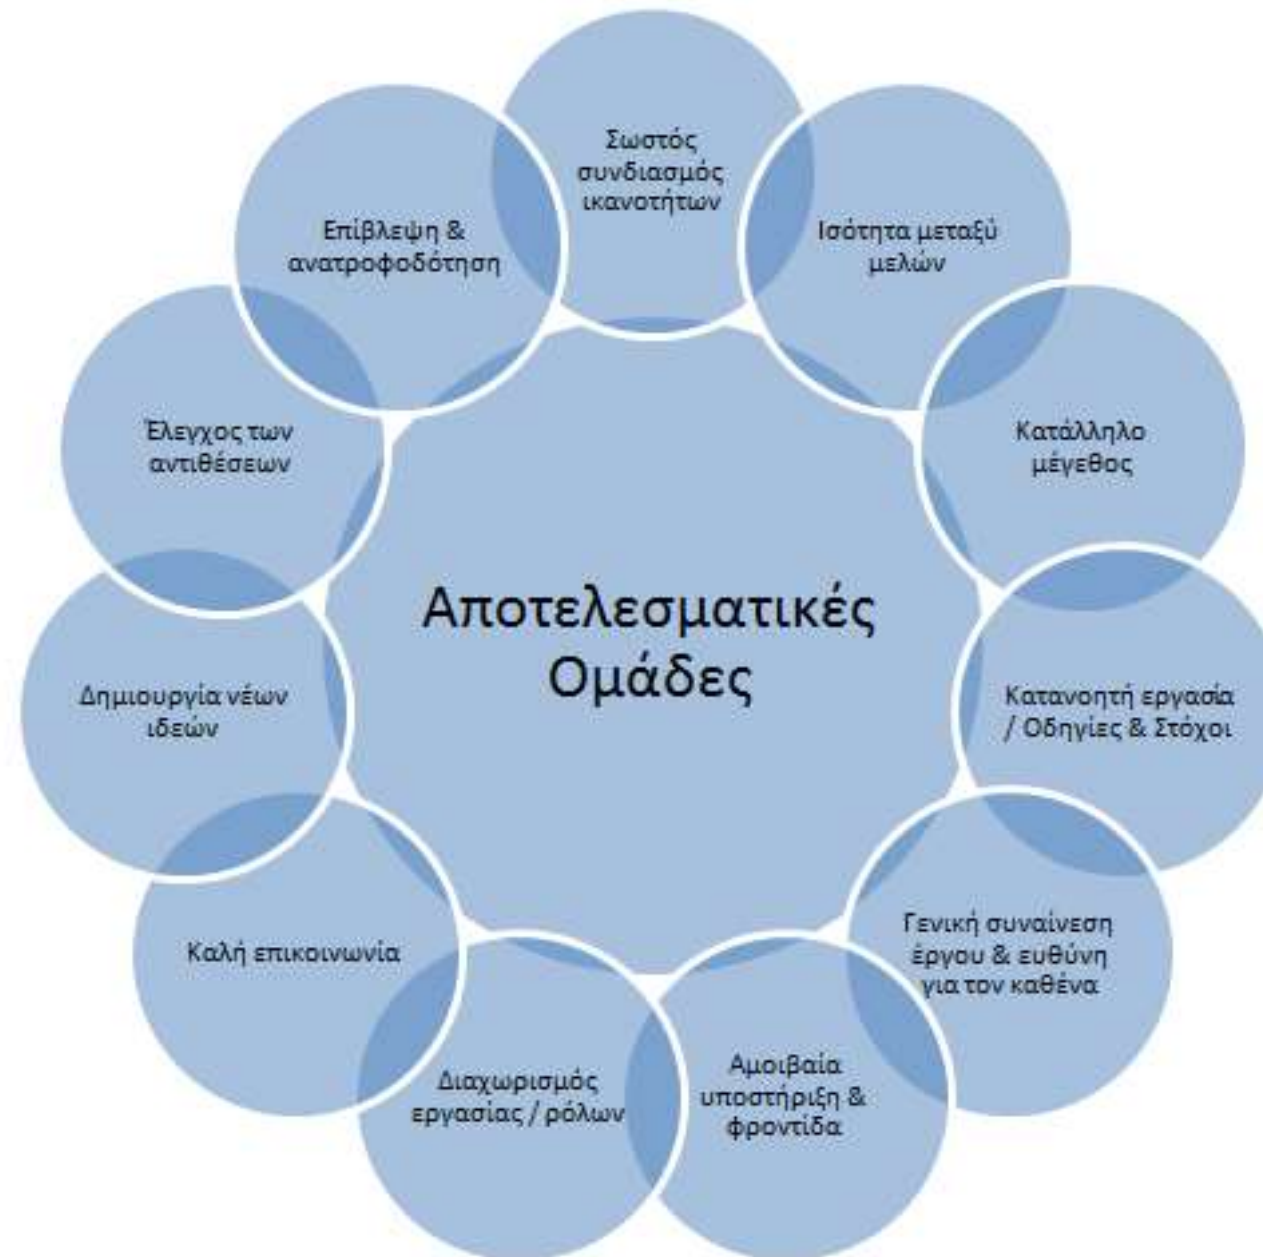 Σωστός
συνδιασμός
ικανοτήτων
Ισότητα μεταξύ
μελών
Κατάλληλο
μέγεθος
Κατανοητή εργασία
/ Οδηγίες & Στόχοι
Γενική συναίνεση
έργου & ευθύνη
για τον καθένα
Αμοιβαία
υποστήριξη &
φροντίδα
Διαχωρισμός
εργασίας / ρόλων
Καλή επικοινωνία
Δημιουργία νέων
ιδεών
Έλεγχος των
αντιθέσεων
Επίβλεψη &
ανατροφοδότηση
Αποτελεσματικές
Ομάδες